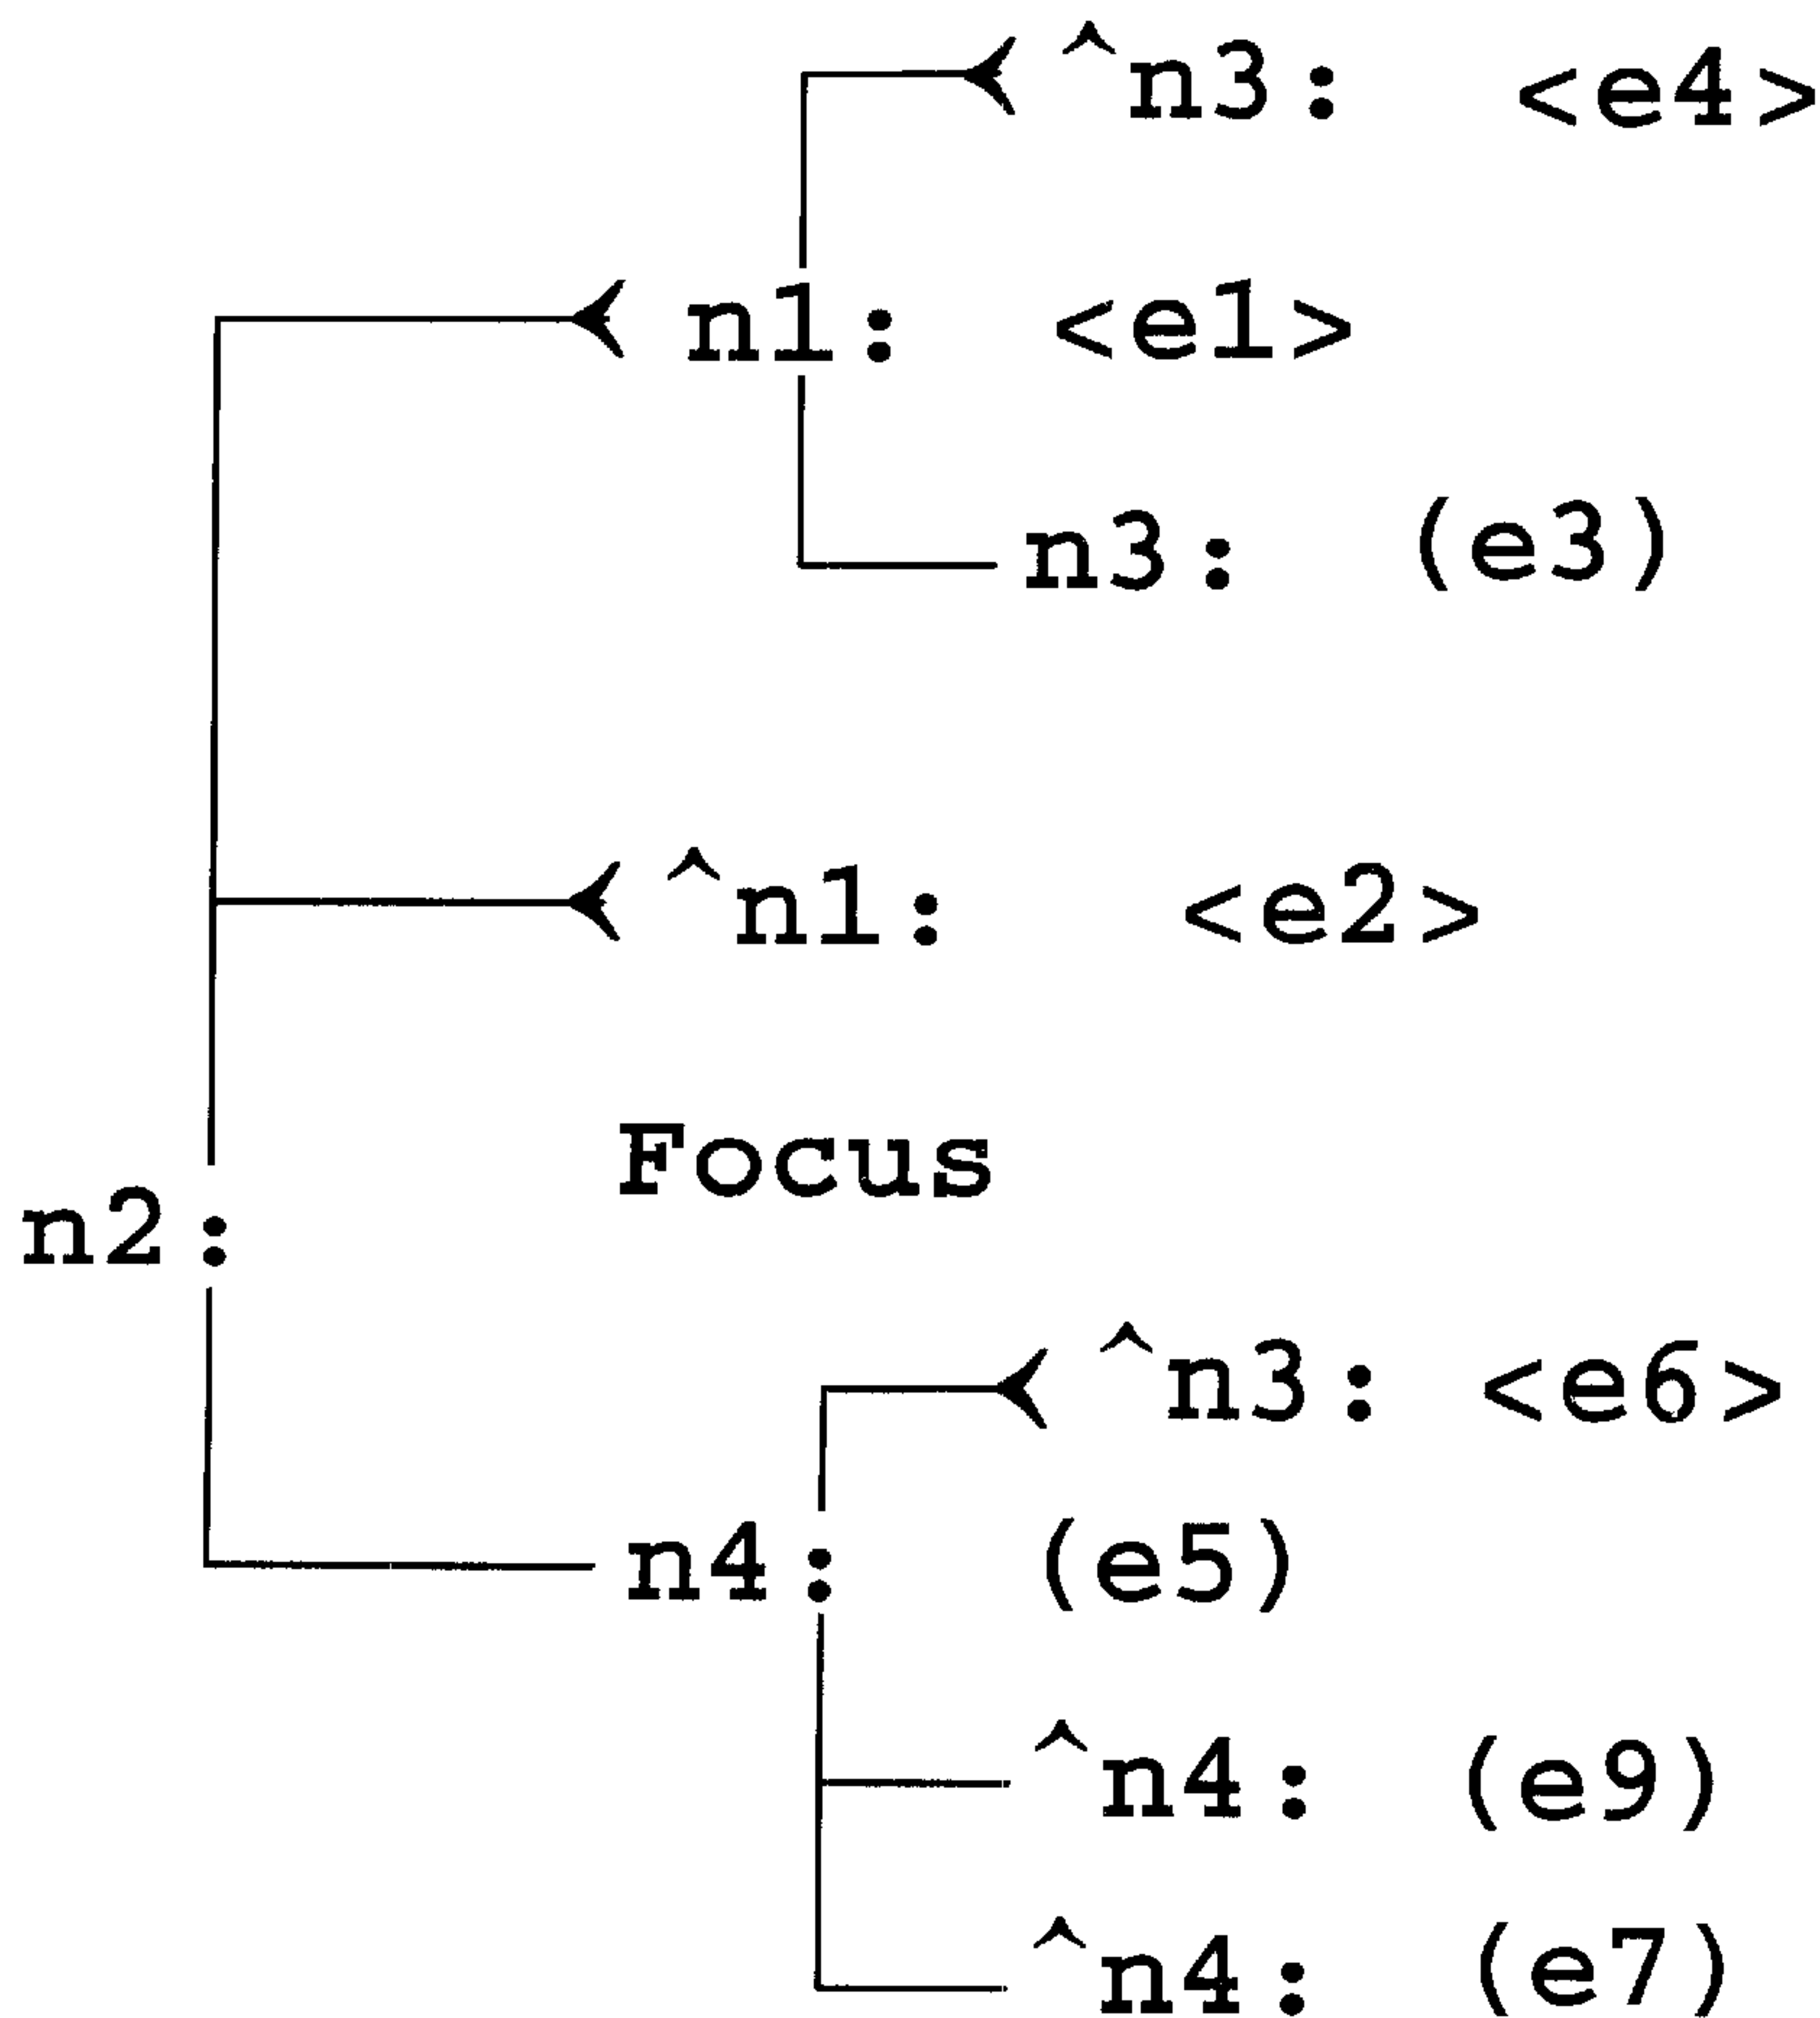 ^n3: <e4>
n1: <e1>
n3: (e3)
^n1: <e2>
Focus
n2:
^n3: <e6>
n4: (e5)
^n4: (e9)
^n4: (e7)